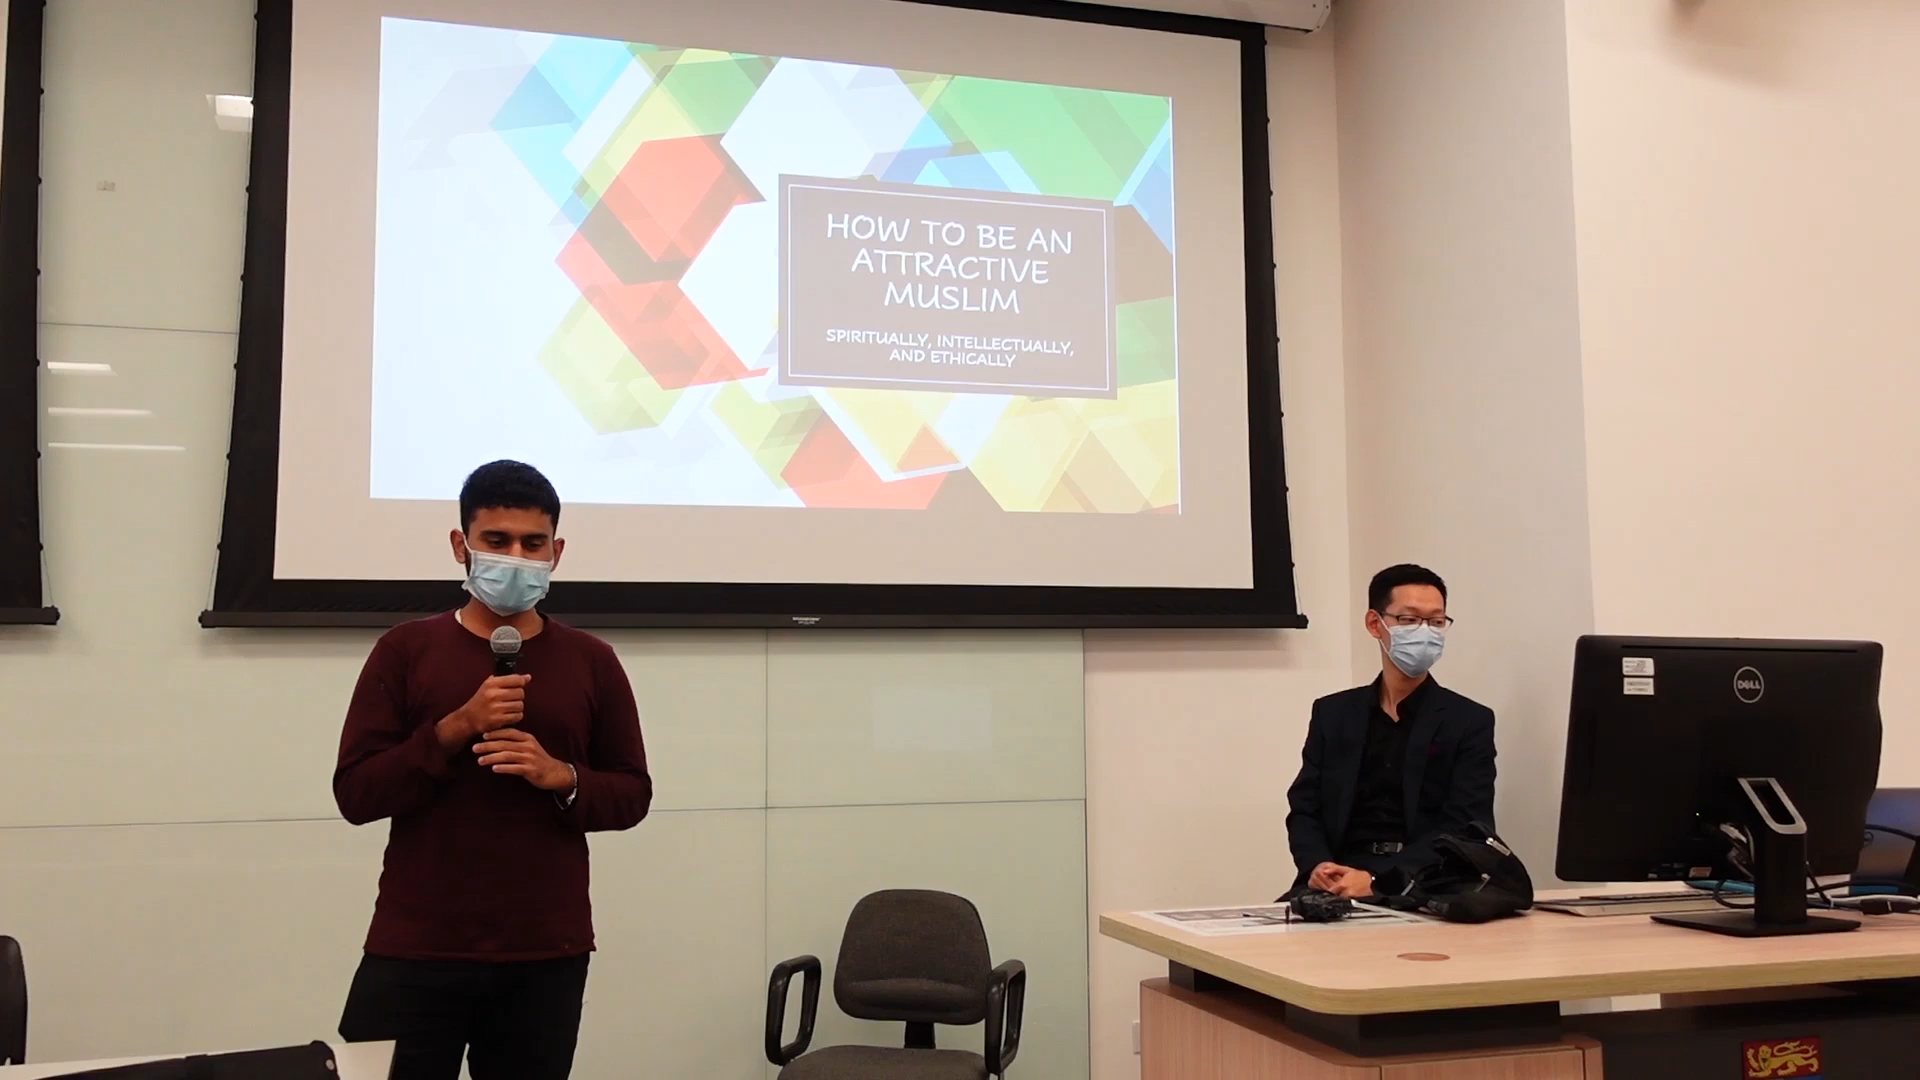 HOW TO BE AN
ATTRACTIVE
MUSLIM
SPIRITUALLY, INTELLECTUALLY,
AND ETHICALLY
DELL